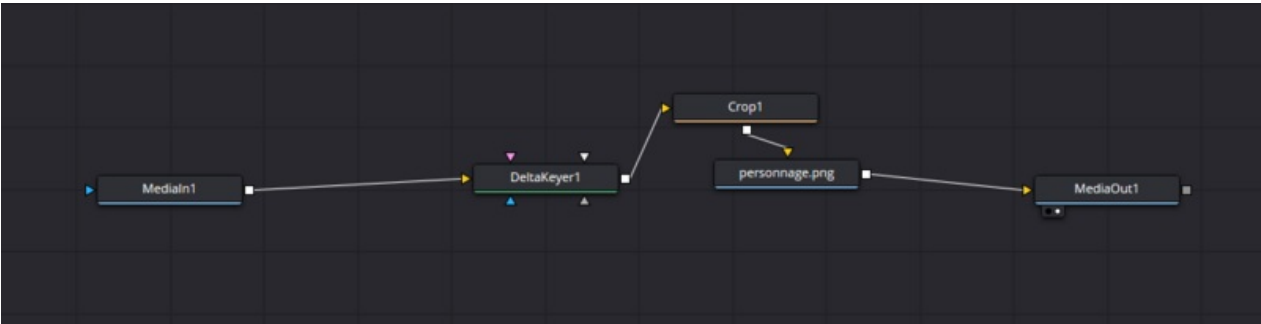 Crop1
MediaIn1
DeltaKeyer1
personnage.png
MediaOut1